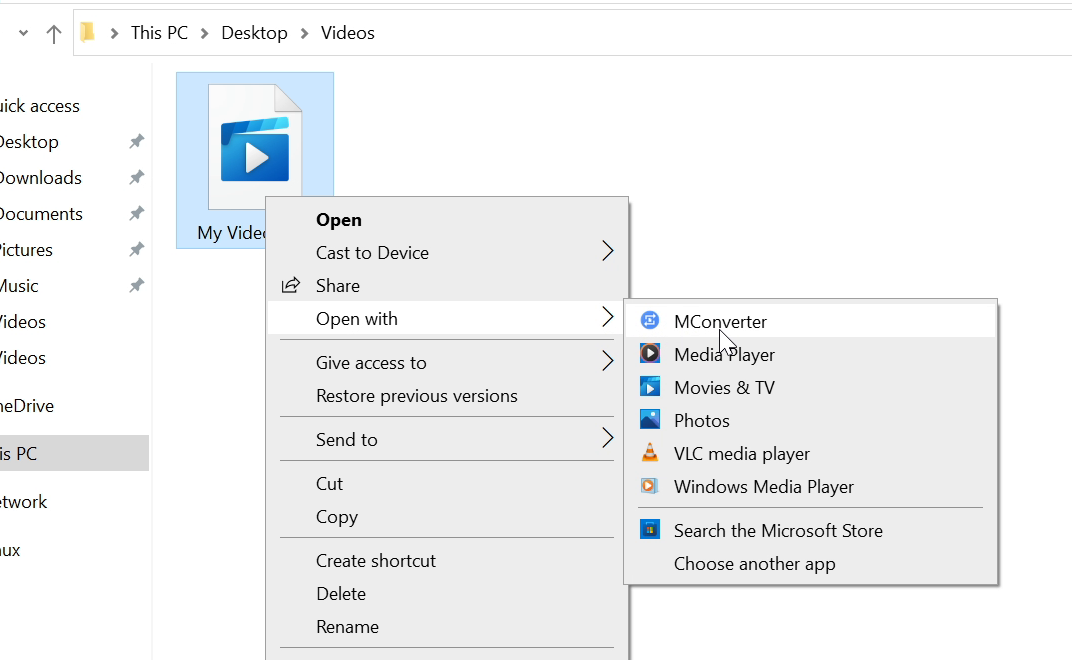 This PC > Desktop > Videos
uick access
Desktop
Downloads
Documents
Pictures
Music
Videos
Videos
neDrive
is PC
etwork
nux
My Video
Open
Cast to Device
Share
Open with
Give access to
Restore previous versions
Send to
Cut
Copy
Create shortcut
Delete
Rename
MConverter
Media Player
Movies & TV
Photos
VLC media player
Windows Media Player
Search the Microsoft Store
Choose another app